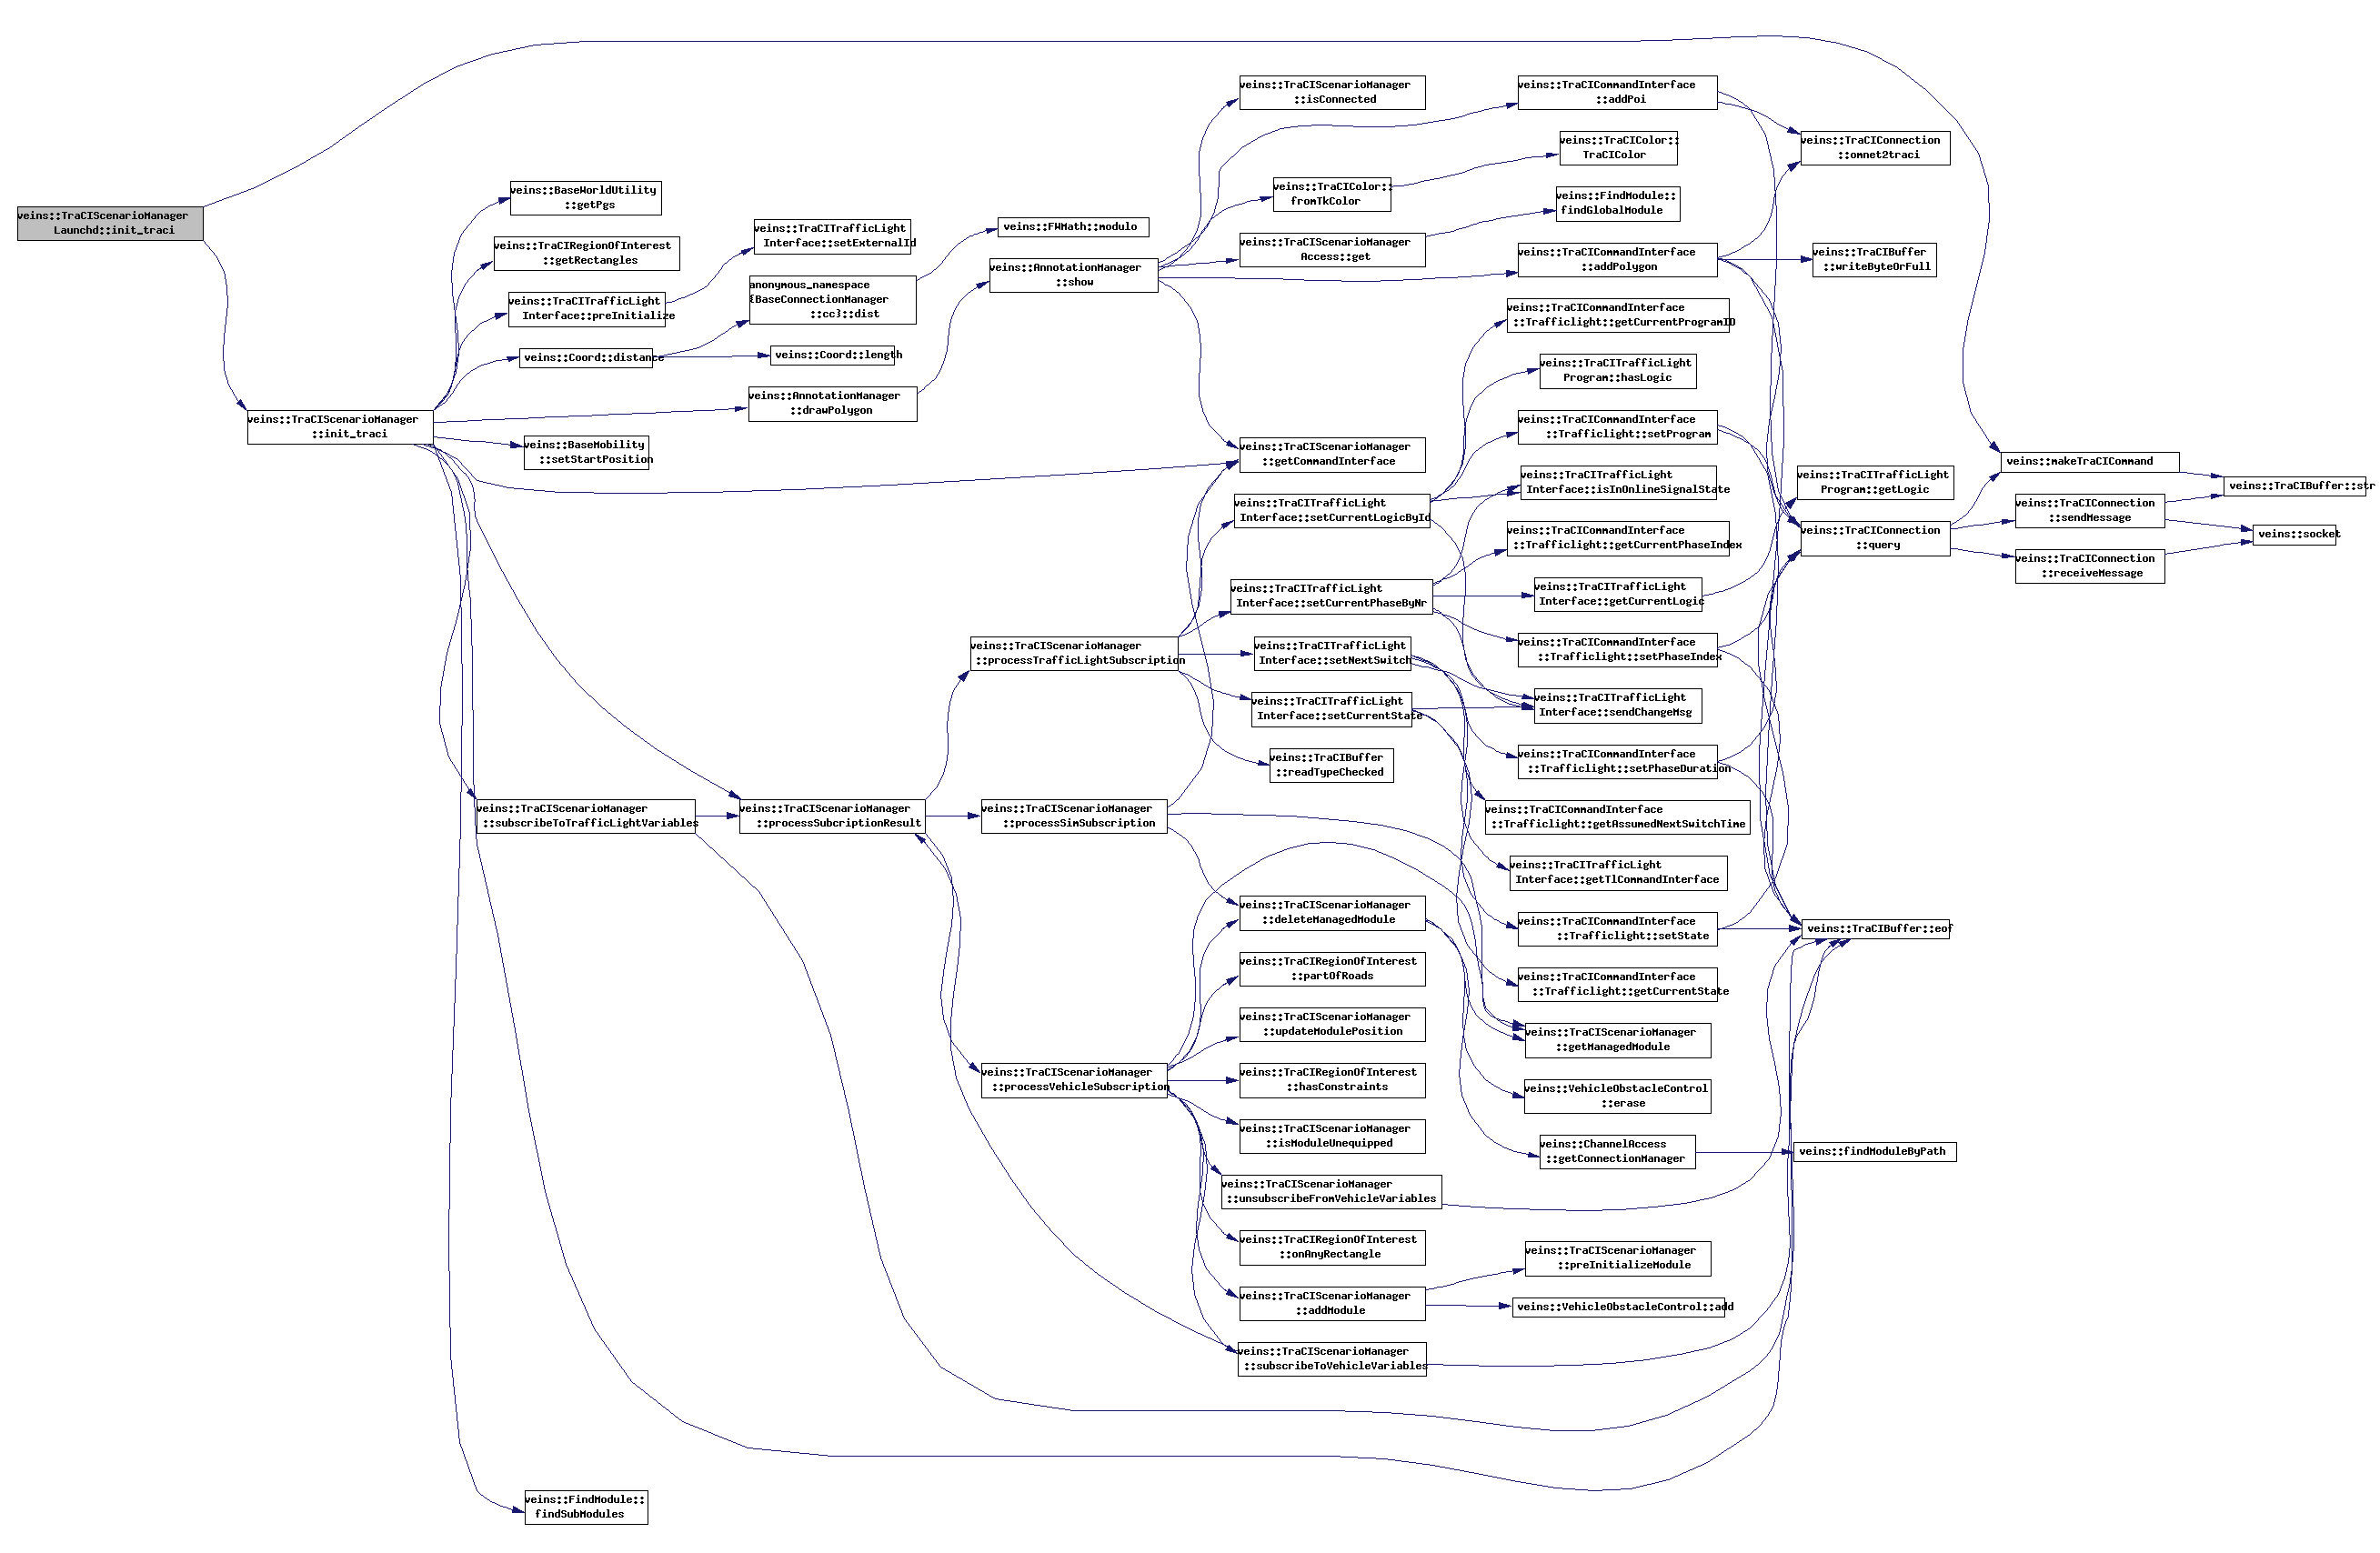 veins::TraCIScenarioManager
Launchd::init_traci
veins::TraCIScenarioManager
::init_traci
veins::BaseWorldUtility
::getPgs
veins::TraCIRegionOfInterest
::getRectangles
veins::TraCITrafficLight
Interface::preInitialize
veins::Coord::distance
veins::BaseMobility
::setStartPosition
veins::TraCIScenarioManager
::subscribeToTrafficLightVariables
veins::FindModule::
findSubModules
veins::TraCITrafficLight
Interface::setExternalId
anonymous_namespace
{BaseConnectionManager
::cc3::dist
veins::Coord::length
veins::AnnotationManager
::drawPolygon
veins::TraCIScenarioManager
::processSubcriptionResult
veins::FWMath::modulo
veins::AnnotationManager
::show
veins::TraCIScenarioManager
::processTrafficLightSubscription
veins::TraCIScenarioManager
::processSimSubscription
veins::TraCIScenarioManager
::processVehicleSubscription
veins::TraCIScenarioManager
::isConnected
veins::TraCIColor::
fromTkColor
veins::TraCIScenarioManager
Access::get
veins::TraCIScenarioManager
::getCommandInterface
veins::TraCITrafficLight
Interface::setCurrentLogicById
veins::TraCITrafficLight
Interface::setCurrentPhaseByNr
veins::TraCITrafficLight
Interface::setNextSwitch
veins::TraCITrafficLight
Interface::setCurrentState
veins::TraCIBuffer
::readTypeChecked
veins::TraCIScenarioManager
::deleteManagedModule
veins::TraCIRegionOfInterest
::partOfRoads
veins::TraCIScenarioManager
::updateModulePosition
veins::TraCIRegionOfInterest
::hasConstraints
veins::TraCIScenarioManager
::isModuleUnequipped
veins::TraCIScenarioManager
::unsubscribeFromVehicleVariables
veins::TraCIRegionOfInterest
::onAnyRectangle
veins::TraCIScenarioManager
::addModule
veins::TraCIScenarioManager
::subscribeToVehicleVariables
veins::TraCICommandInterface
::addPoi
veins::TraCIColor::
TraCIColor
veins::FindModule::
findGlobalModule
veins::TraCICommandInterface
::addPolygon
veins::TraCICommandInterface
::Trafficlight::getCurrentProgramID
veins::TraCITrafficLight
Program::hasLogic
veins::TraCICommandInterface
::Trafficlight::setProgram
veins::TraCITrafficLight
Interface::isInOnlineSignalState
veins::TraCICommandInterface
::Trafficlight::getCurrentPhaseIndex
veins::TraCITrafficLight
Interface::getCurrentLogic
veins::TraCICommandInterface
::Trafficlight::setPhaseIndex
veins::TraCITrafficLight
Interface::sendChangeMsg
veins::TraCICommandInterface
::Trafficlight::setPhaseDuration
veins::TraCICommandInterface
::Trafficlight::getAssumedNextSwitchTime
veins::TraCITrafficLight
Interface::getTlCommandInterface
veins::TraCICommandInterface
::Trafficlight::setState
veins::TraCICommandInterface
::Trafficlight::getCurrentState
veins::TraCIScenarioManager
::getManagedModule
veins::VehicleObstacleControl
::erase
veins::ChannelAccess
::getConnectionManager
veins::TraCIScenarioManager
::preInitializeModule
veins::VehicleObstacleControl::add
veins::TraCIConnection
::omnet2traci
veins::TraCIBuffer
::writeByteOrFull
veins::TraCITrafficLight
Program::getLogic
veins::TraCIConnection
::query
veins::TraCIBuffer::eof
veins::findModuleByPath
veins::makeTraCICommand
veins::TraCIConnection
::sendMessage
veins::TraCIConnection
::receiveMessage
veins::TraCIBuffer::str
veins::socket